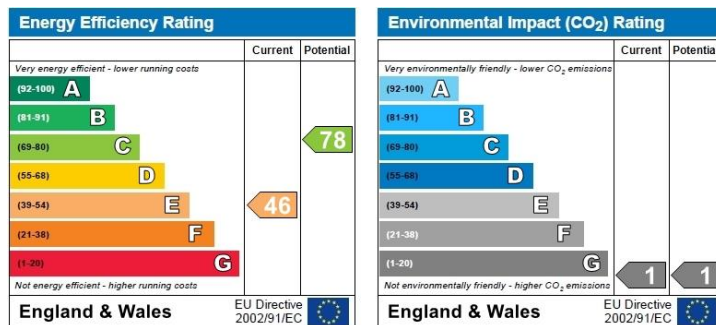 Energy Efficiency Rating
Current Potential
Very energy efficient - lower running costs
(92-100) A
(81-91) B
(69-80) C
78
(55-68) D
(39-54) E
46
(21-38) F
(1-20) G
Not energy efficient - higher running costs
England & Wales
EU Directive
2002/91/EC
Environmental Impact (CO2) Rating
Current Potential
Very environmentally friendly - lower CO2 emissions
(92-100) A
(81-91) B
(69-80) C
(55-68) D
(39-54) E
(21-38) F
(1-20) G
1 1
Not environmentally friendly - higher CO2 emissions
England & Wales
EU Directive
2002/91/EC